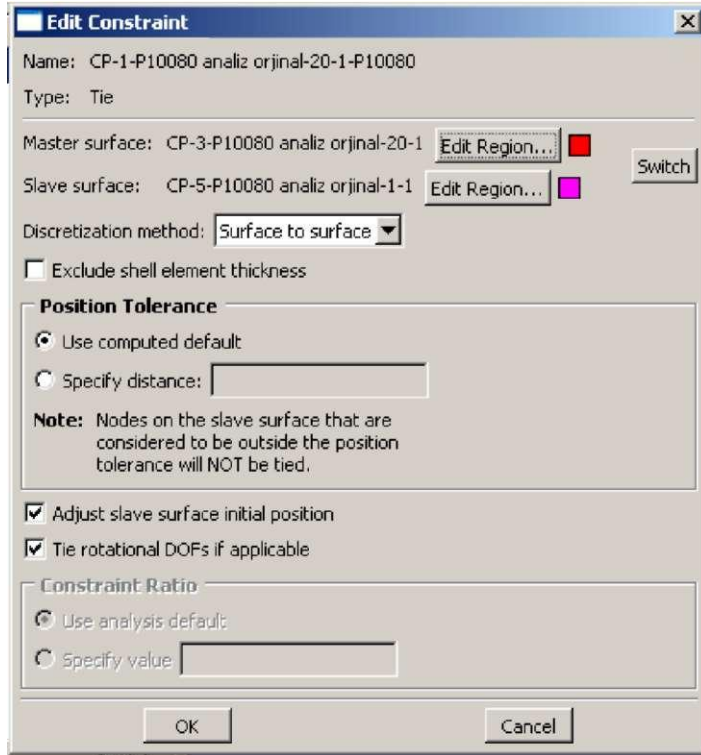 Edit Constraint
Name: CP-1-P10080 analiz orjinal-20-1-P10080
Type: Tie
Master surface: CP-3-P10080 analiz orjinal-20-1 Edit Region...
Switch
Slave surface: CP-5-P10080 analiz orjinal-1-1 Edit Region...
Discretization method: Surface to surface
Exclude shell element thickness
Position Tolerance
Use computed default
Specify distance:
Note: Nodes on the slave surface that are
considered to be outside the position
tolerance will NOT be tied.
Adjust slave surface initial position
Tie rotational DOFs if applicable
Constraint Ratio
Use analysis default
Specify value
OK Cancel